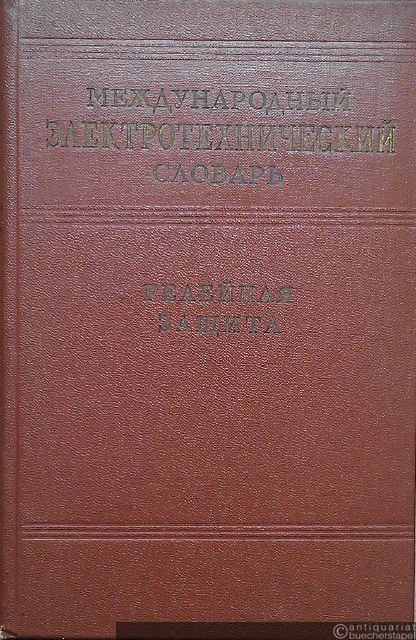 МЕЖДУНАРОДНЫЙ
ЭЛЕКТРОТЕХНИЧЕСКИЙ
СЛОВАРЬ
РЕЛЕЙНАЯ
ЗАЩИТА
antiquariat
buecherstapel